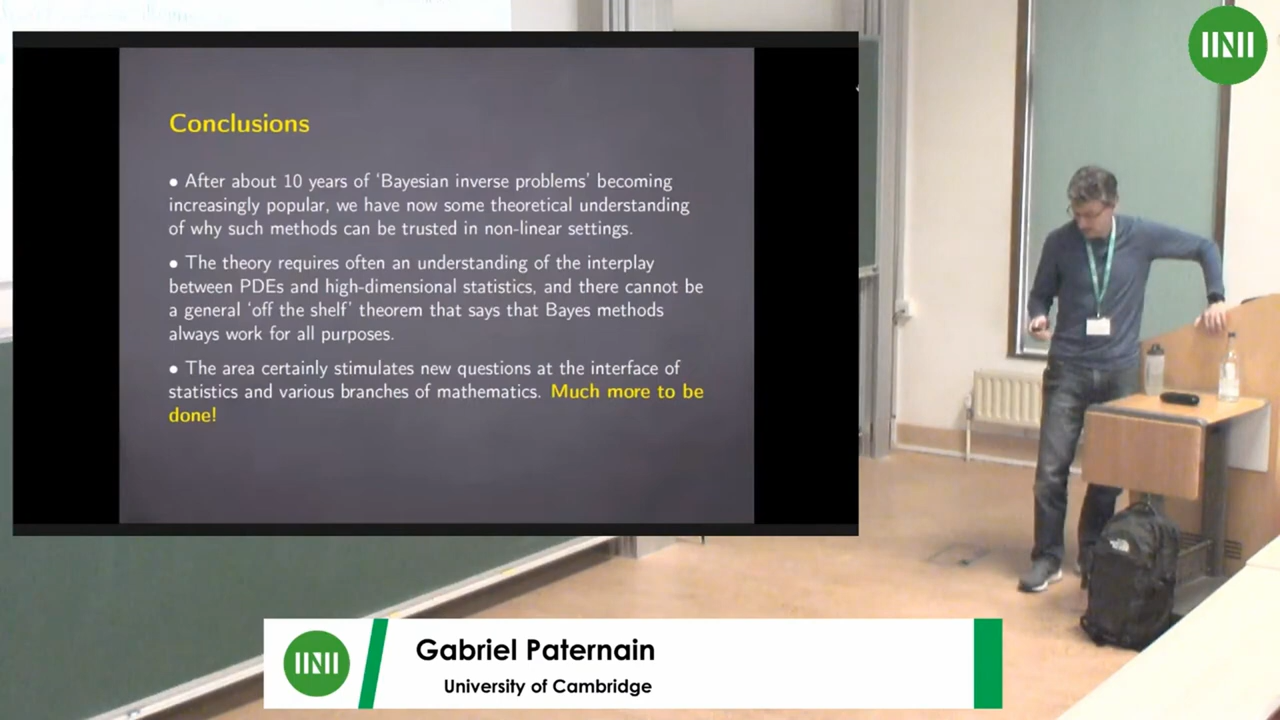 Conclusions
• After about 10 years of ‘Bayesian inverse problems’ becoming
increasingly popular, we have now some theoretical understanding
of why such methods can be trusted in non-linear settings.
• The theory requires often an understanding of the interplay
between PDEs and high-dimensional statistics, and there cannot be
a general ‘off the shelf’ theorem that says that Bayes methods
always work for all purposes.
• The area certainly stimulates new questions at the interface of
statistics and various branches of mathematics. Much more to be
done!
Gabriel Paternain
University of Cambridge